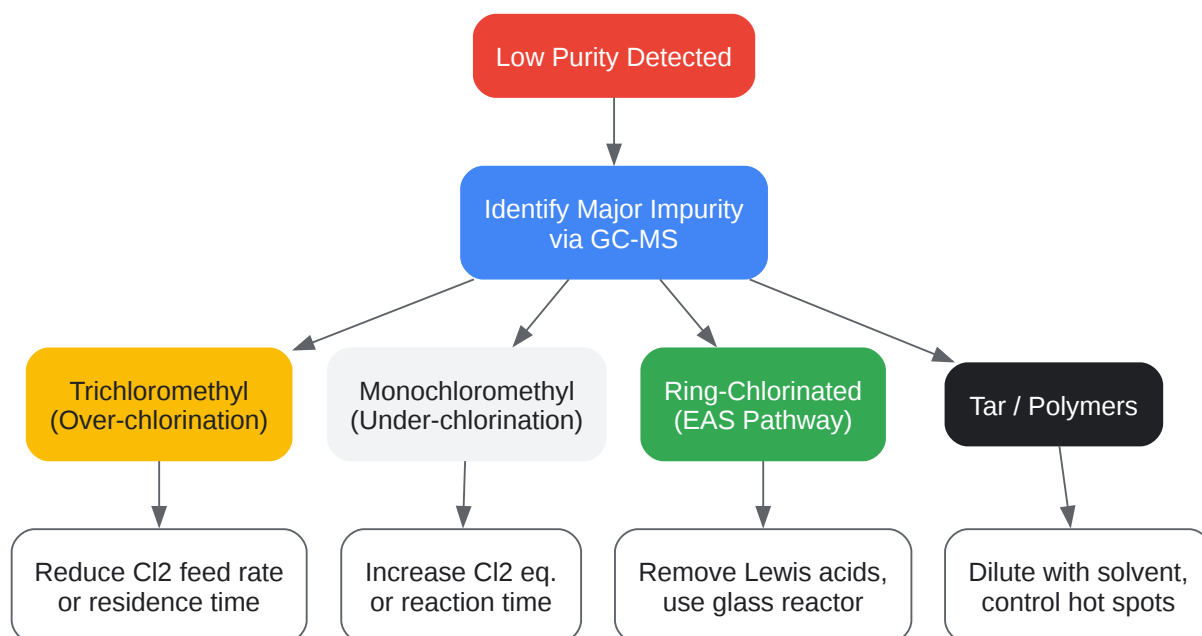 Low Purity Detected
Identify Major Impurity
via GC-MS
Trichloromethyl
(Over-chlorination)
Monochloromethyl
(Under-chlorination)
Ring-Chlorinated
(EAS Pathway)
Tar / Polymers
Reduce Cl2 feed rate
or residence time
Increase Cl2 eq.
or reaction time
Remove Lewis acids,
use glass reactor
Dilute with solvent,
control hot spots